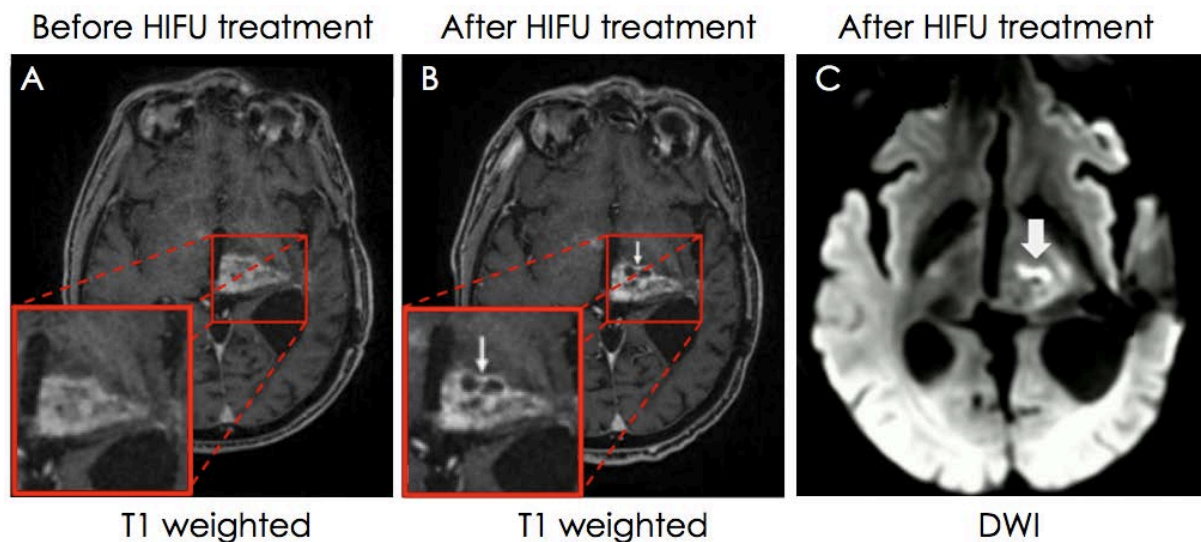 Before HIFU treatment
After HIFU treatment
After HIFU treatment
A
B
C
T1 weighted
T1 weighted
DWI